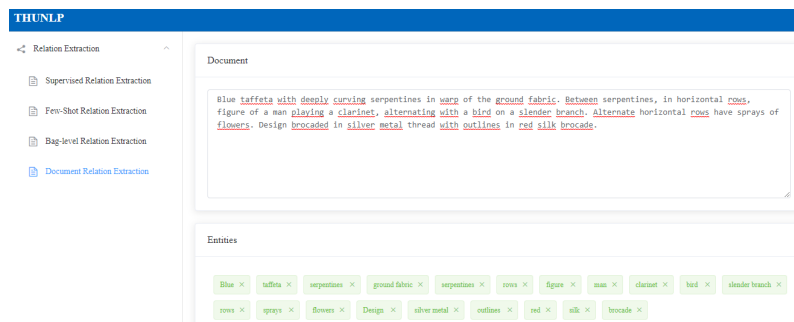 THUNLP
Relation Extraction
Supervised Relation Extraction
Few-Shot Relation Extraction
Bag-level Relation Extraction
Document Relation Extraction
Document
Blue taffeta with deeply curving serpentines in warp of the ground fabric. Between serpentines, in horizontal rows,
figure of a man playing a clarinet, alternating with a bird on a slender branch. Alternate horizontal rows have sprays of
flowers. Design brocaded in silver metal thread with outlines in red silk brocade.
Entities
Blue × taffeta × serpentines × ground fabric × serpentines × rows × figure × man × clarinet × bird × slender branch ×
rows × sprays × flowers × Design × silver metal × outlines × red × silk × brocade ×